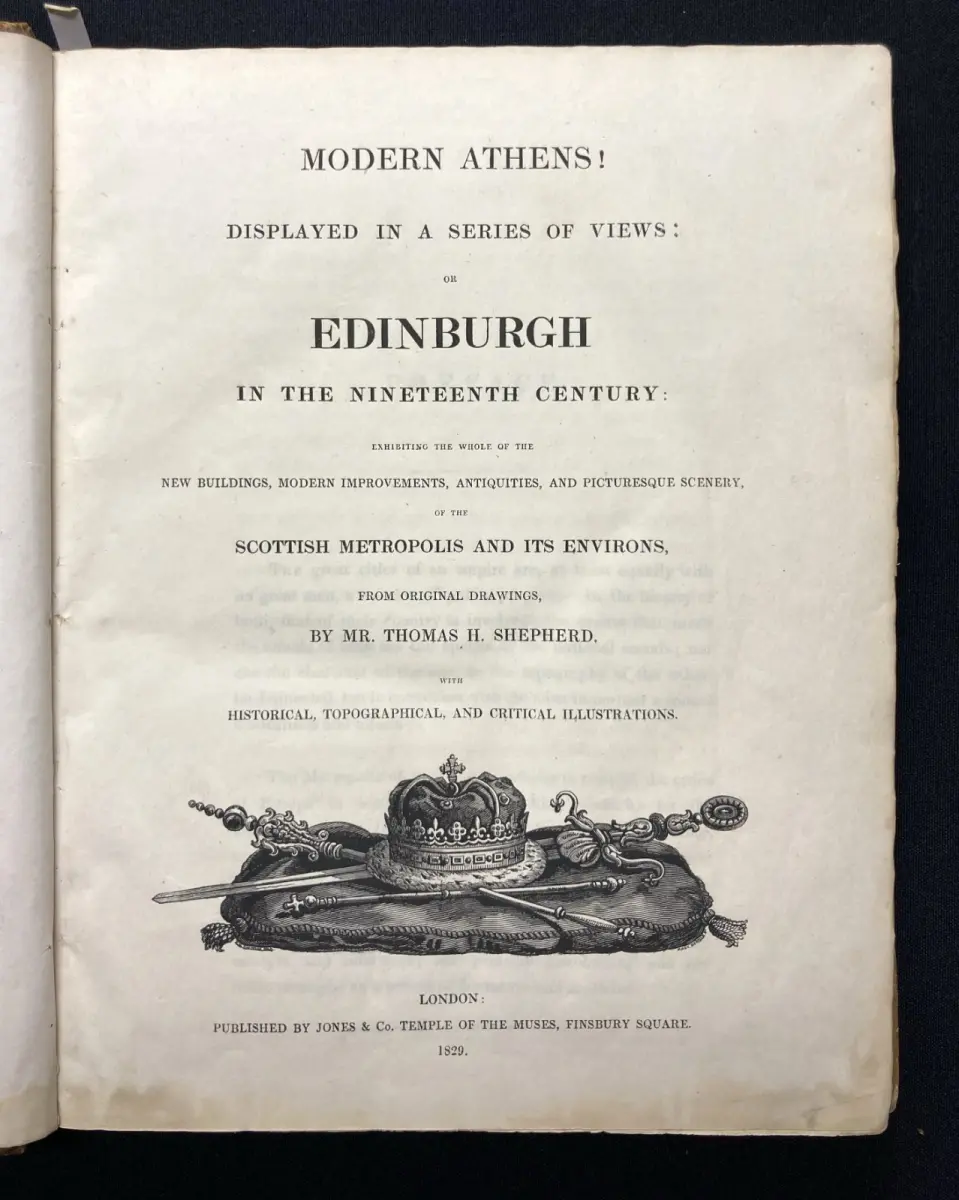 MODERN ATHENS!
DISPLAYED IN A SERIES OF VIEWS:
OR
EDINBURGH
IN THE NINETEENTH CENTURY:
EXHIBITING THE WHOLE OF THE
NEW BUILDINGS, MODERN IMPROVEMENTS, ANTIQUITIES, AND PICTURESQUE SCENERY,
OF THE
SCOTTISH METROPOLIS AND ITS ENVIRONS,
FROM ORIGINAL DRAWINGS,
BY MR. THOMAS H. SHEPHERD.
WITH
HISTORICAL, TOPOGRAPHICAL, AND CRITICAL ILLUSTRATIONS.
LONDON:
PUBLISHED BY JONES & Co. TEMPLE OF THE MUSES, FINSBURY SQUARE.
1829.